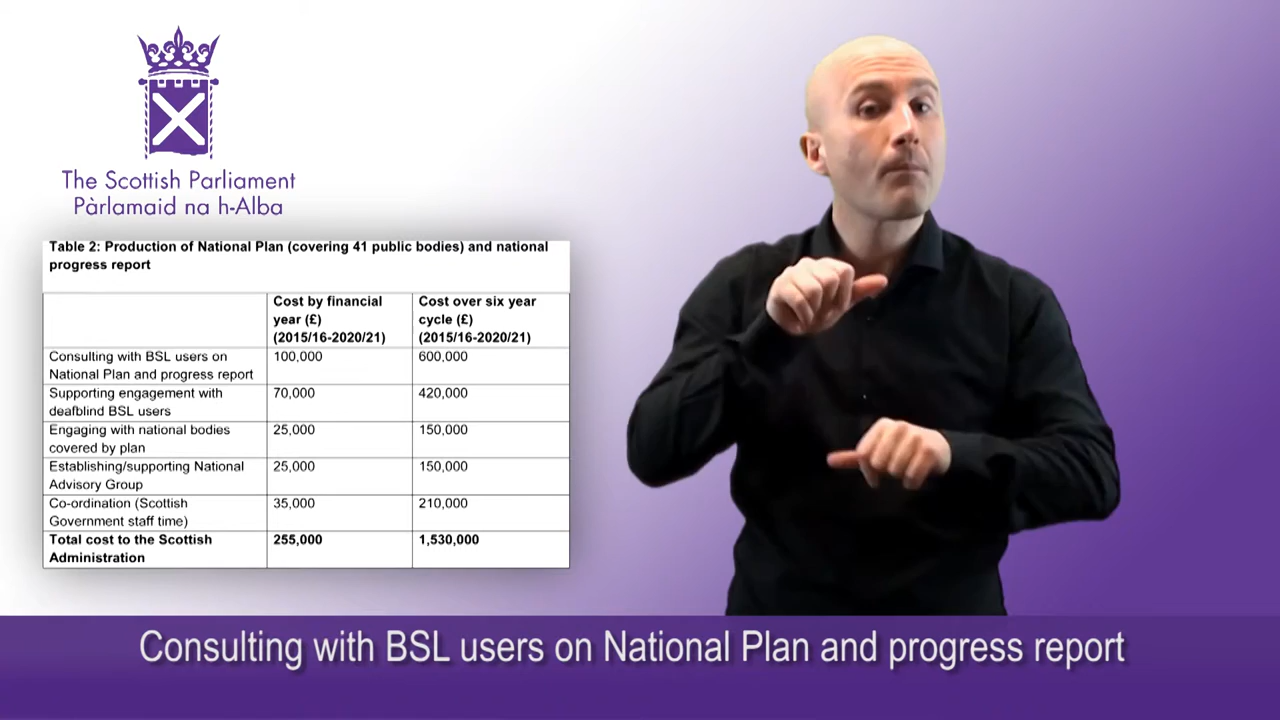 The Scottish Parliament
Pàrlamaid na h-Alba
Table 2: Production of National Plan (covering 41 public bodies) and national
progress report
Cost by financial
year (£)
(2015/16-2020/21)
Cost over six year
cycle (£)
(2015/16-2020/21)
Consulting with BSL users on
National Plan and progress report
100,000
600,000
Supporting engagement with
deafblind BSL users
70,000
420,000
Engaging with national bodies
covered by plan
25,000
150,000
Establishing/supporting National
Advisory Group
25,000
150,000
Co-ordination (Scottish
Government staff time)
35,000
210,000
Total cost to the Scottish
Administration
255,000
1,530,000
Consulting with BSL users on National Plan and progress report